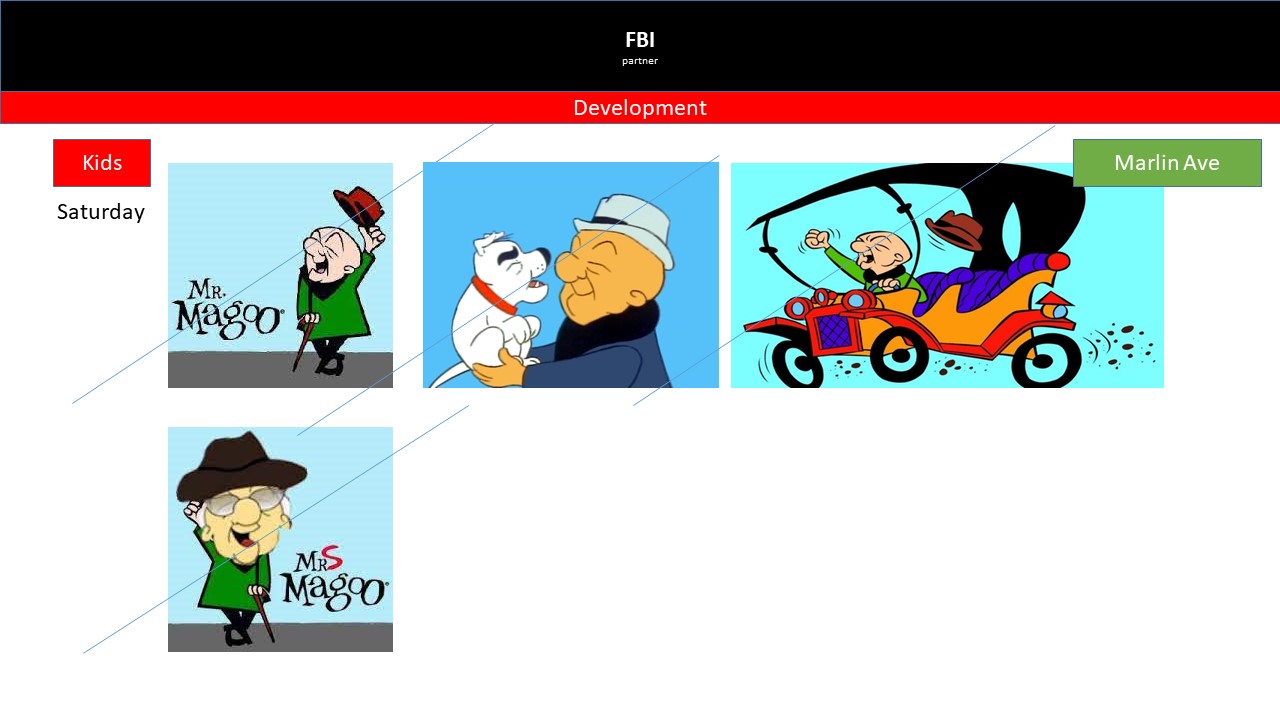 FBI
partner
Development
Kids
Marlin Ave
Saturday
Mr.
Magoo
MrS
Magoo